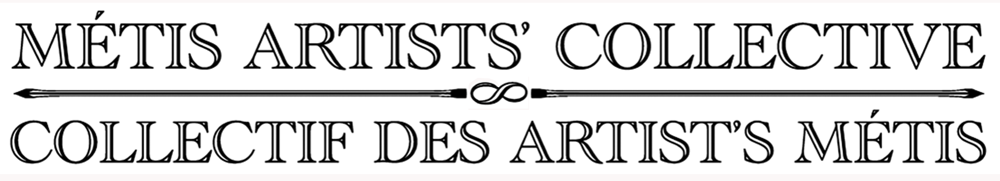 MÉTIS ARTISTS’ COLLECTIVE
COLLECTIF DES ARTIST’S MÉTIS